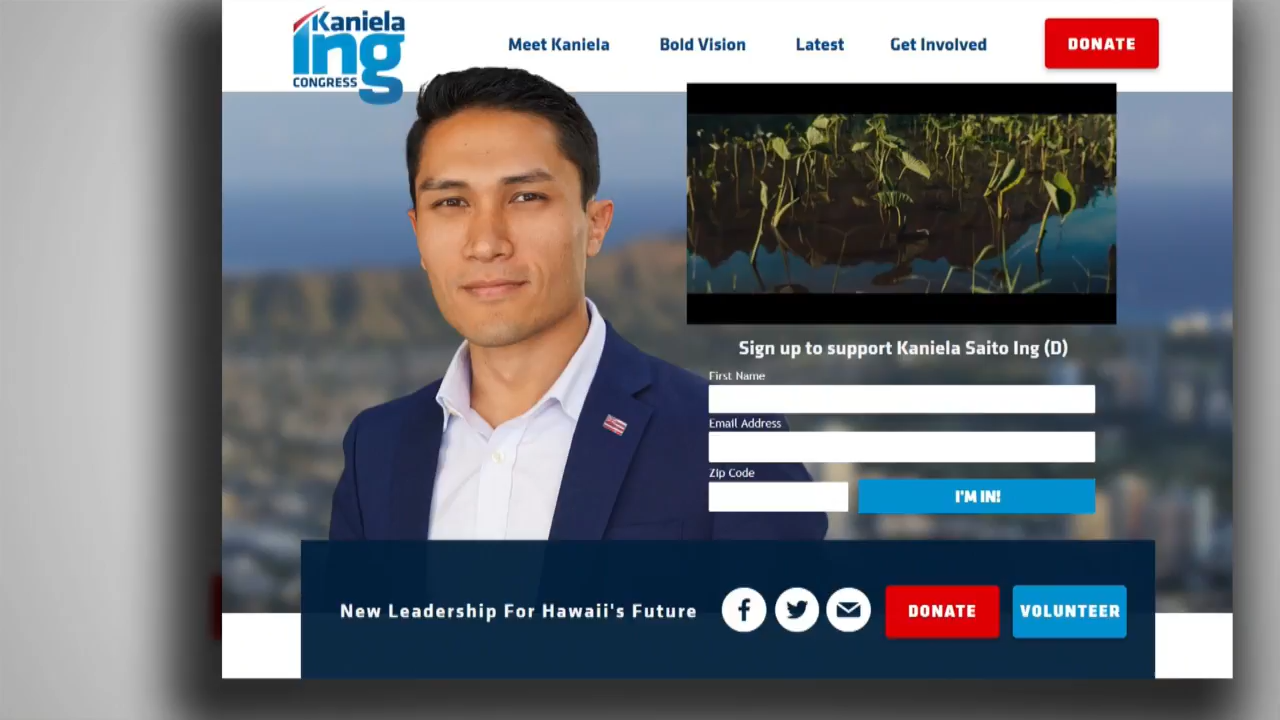 Kaniela
Ing
CONGRESS
Meet Kaniela
Bold Vision
Latest
Get Involved
DONATE
Sign up to support Kaniela Saito Ing (D)
First Name
Email Address
Zip Code
I'M IN!
New Leadership For Hawaii's Future
DONATE
VOLUNTEER